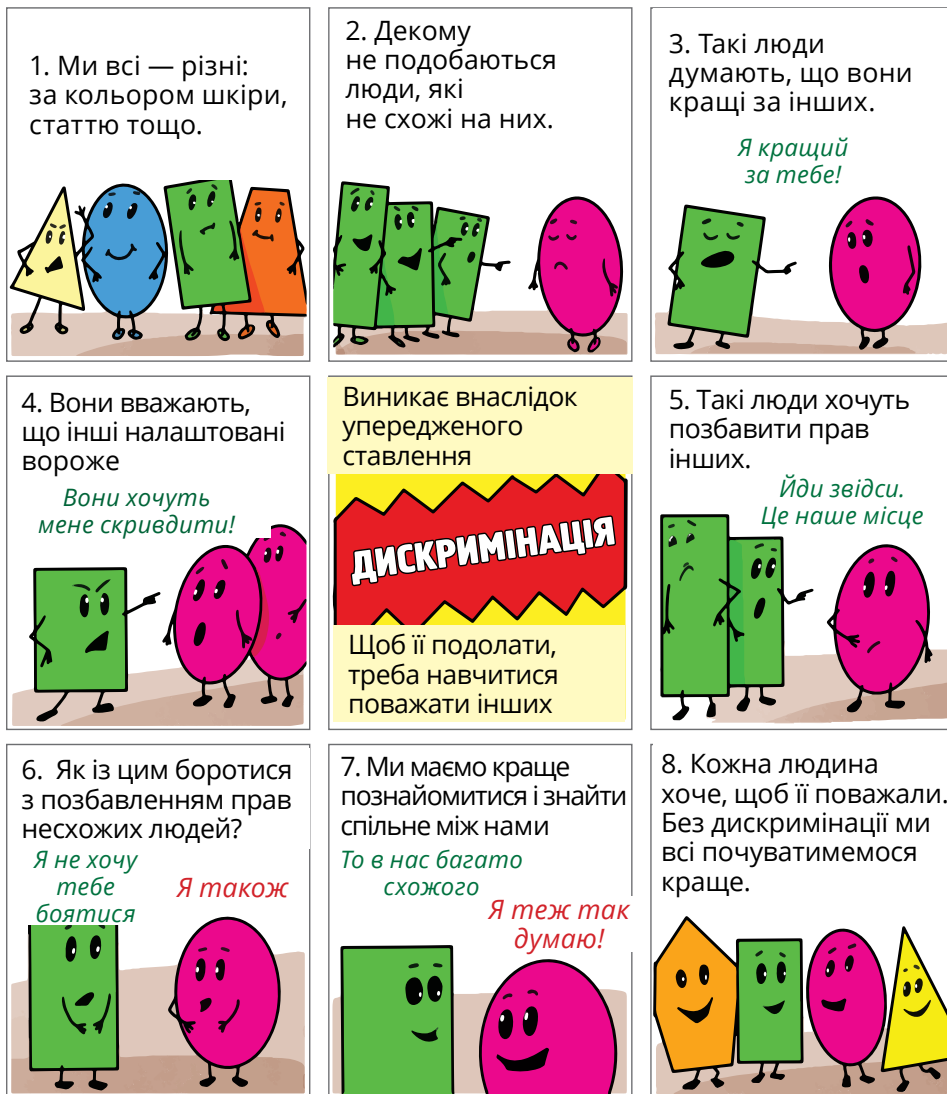 1. Ми всі — різні:
за кольором шкіри,
статтю тощо.
2. Декому
не подобаються
люди, які
не схожі на них.
3. Такі люди
думають, що вони
кращі за інших.
Я кращий
за тебе!
4. Вони вважають,
що інші налаштовані
вороже
Вони хочуть
мене скривдити!
Виникає внаслідок
упередженого
ставлення
ДИСКРИМІНАЦІЯ
Щоб її подолати,
треба навчитися
поважати інших
5. Такі люди хочуть
позбавити прав
інших.
Йди звідси.
Це наше місце
6. Як із цим боротися
з позбавленням прав
несхожих людей?
Я не хочу
тебе
боятися
Я також
7. Ми маємо краще
познайомитися і знайти
спільне між нами
То в нас багато
схожого
Я теж так
думаю!
8. Кожна людина
хоче, щоб її поважали.
Без дискримінації ми
всі почуватимемося
краще.